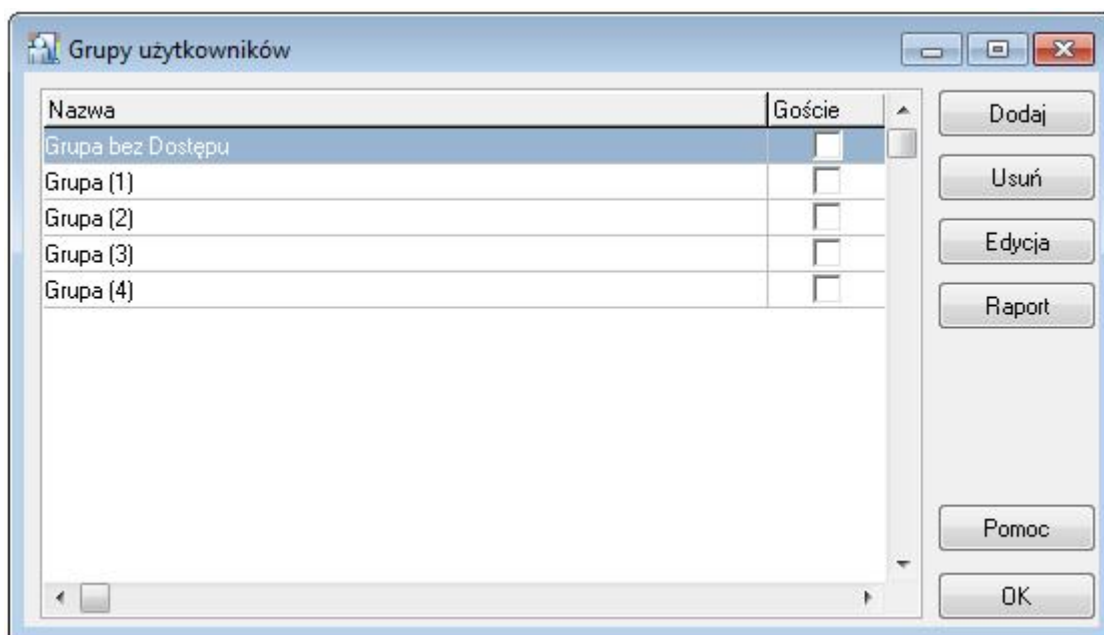 Grupy użytkowników
Nazwa Goście
Grupa bez Dostępu
Grupa (1)
Grupa (2)
Grupa (3)
Grupa (4)
Dodaj
Usuń
Edycja
Raport
Pomoc
OK